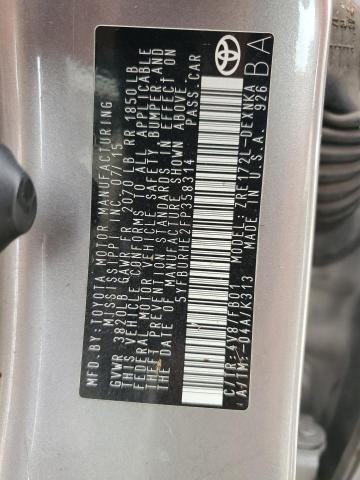 MFD BY: TOYOTA MOTOR MANUFACTURING
MISSISSIPPI INC. 07/15
GVWR 3820LB GAWR FR 2070 LB RR 1850LB
THIS VEHICLE CONFORMS TO ALL APPLICABLE
FEDERAL MOTOR VEHICLE SAFETY, BUMPER, AND
THEFT PREVENTION STANDARDS IN EFFECT ON
THE DATE OF MANUFACTURE SHOWN ABOVE.
5YFBURHE2FP358314 PASS.CAR
C/TR: 4V8/FB01 MODEL: ZRE172L-DEXNKA
A/TM: -04A/K313 MADE IN U.S.A. 926
BA